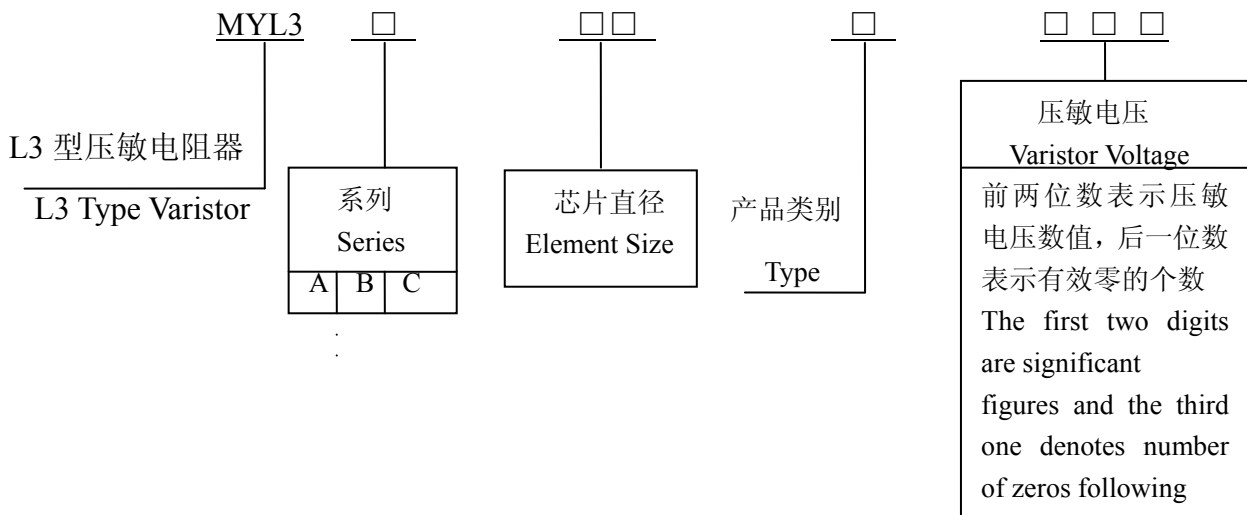 MYL3 □ □□ □ □ □ □
L3 型压敏电阻器
L3 Type Varistor
系列
Series
A B C
芯片直径
Element Size
产品类别
Type
压敏电压
Varistor Voltage
前两位数表示压敏
电压数值，后一位数
表示有效零的个数
The first two digits
are significant
figures and the third
one denotes number
of zeros following